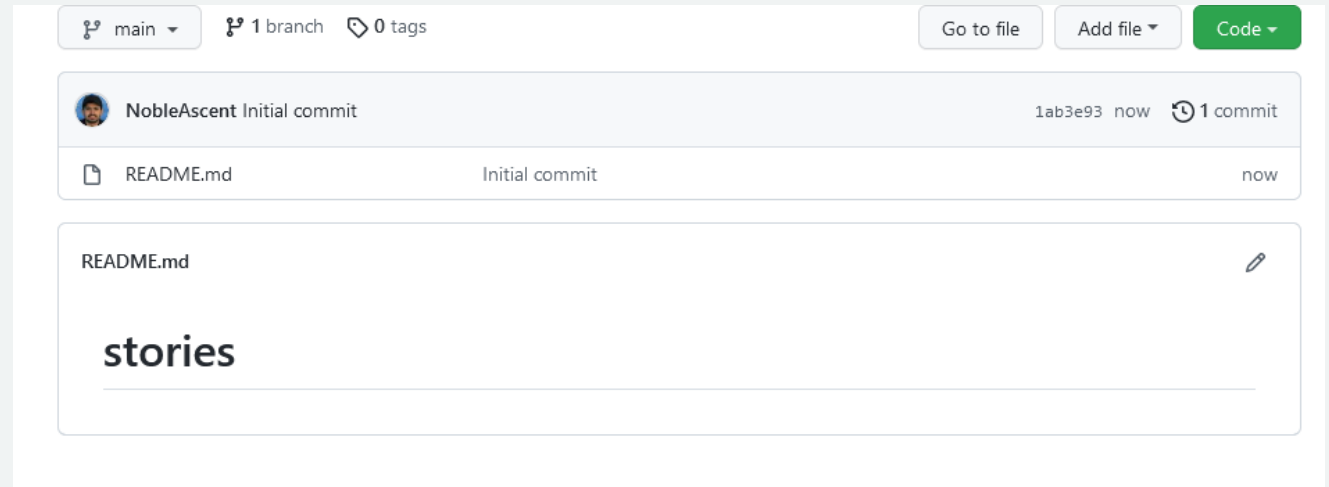 main 1 branch 0 tags Go to file Add file Code
NobleAscent Initial commit 1ab3e93 now 1 commit
README.md Initial commit now
README.md
stories